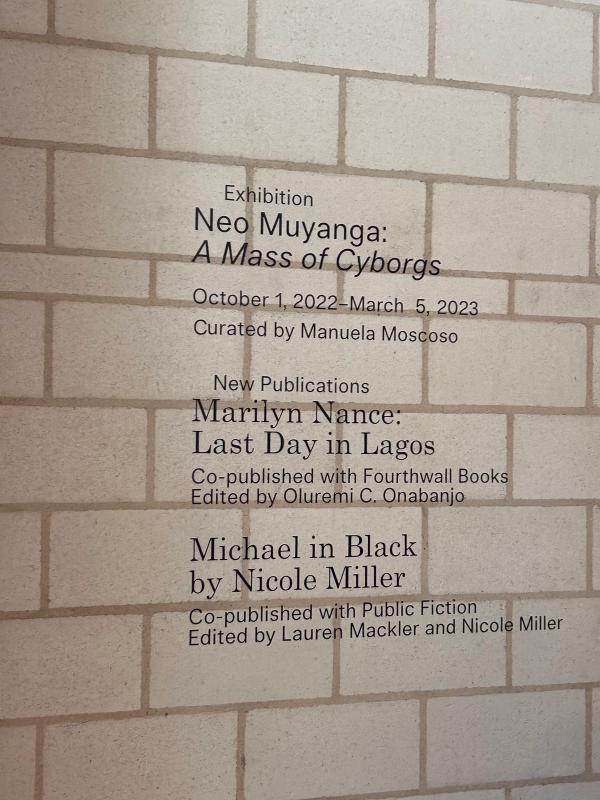 Exhibition
Neo Muyanga:
A Mass of Cyborgs
October 1, 2022–March 5, 2023
Curated by Manuela Moscoso
New Publications
Marilyn Nance:
Last Day in Lagos
Co-published with Fourthwall Books
Edited by Oluremi C. Onabanjo
Michael in Black
by Nicole Miller
Co-published with Public Fiction
Edited by Lauren Mackler and Nicole Miller